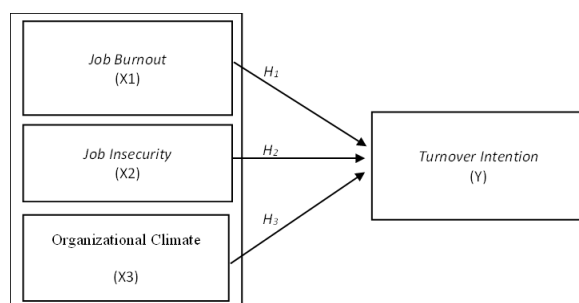 Job Burnout
(X1)
H1
Job Insecurity
(X2)
H2
Turnover Intention
(Y)
Organizational Climate
(X3)
H3